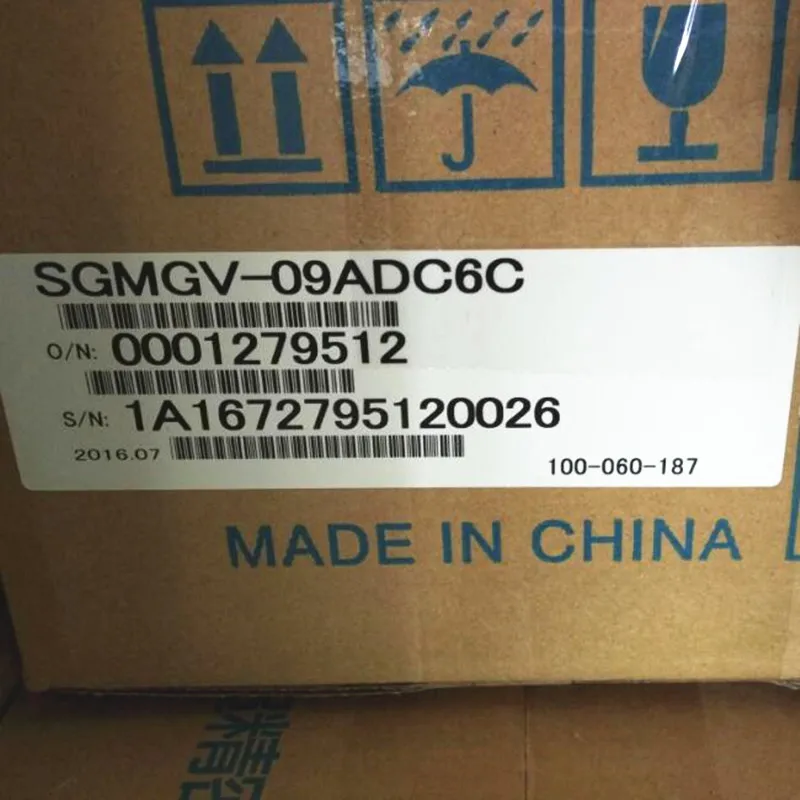 SGMGV-09ADC6C
O/N: 0001279512
S/N: 1A1672795120026
2016.07
100-060-187
MADE IN CHINA